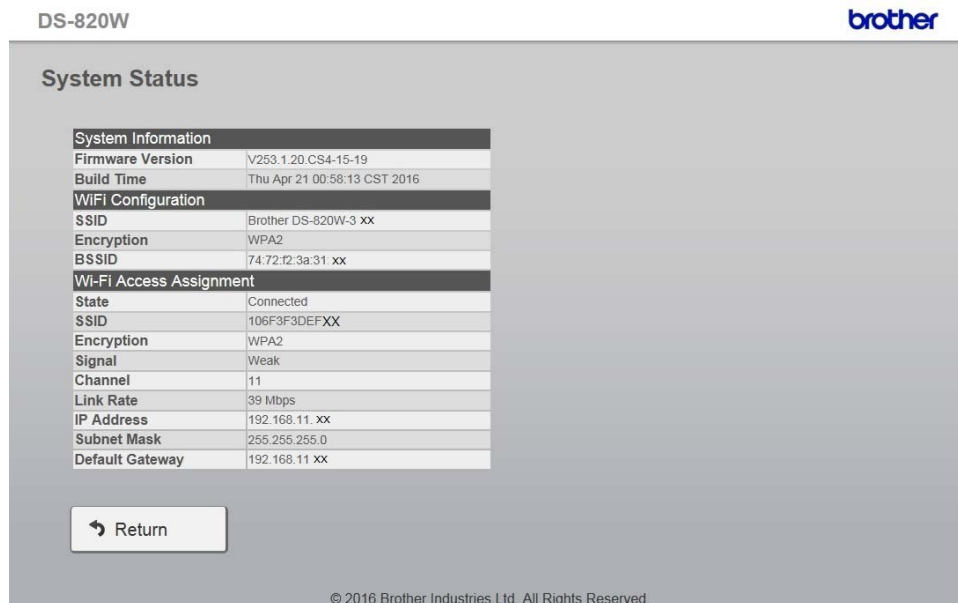 DS-820W
brother
System Status
System Information
Firmware Version V253.1.20.CS4-15-19
Build Time Thu Apr 21 00:58:13 CST 2016
WiFi Configuration
SSID Brother DS-820W-3 XX
Encryption WPA2
BSSID 74:72:f2:3a:31: XX
Wi-Fi Access Assignment
State Connected
SSID 106F3F3DEFXX
Encryption WPA2
Signal Weak
Channel 11
Link Rate 39 Mbps
IP Address 192.168.11. XX
Subnet Mask 255.255.255.0
Default Gateway 192.168.11 XX
Return
© 2016 Brother Industries Ltd. All Rights Reserved.